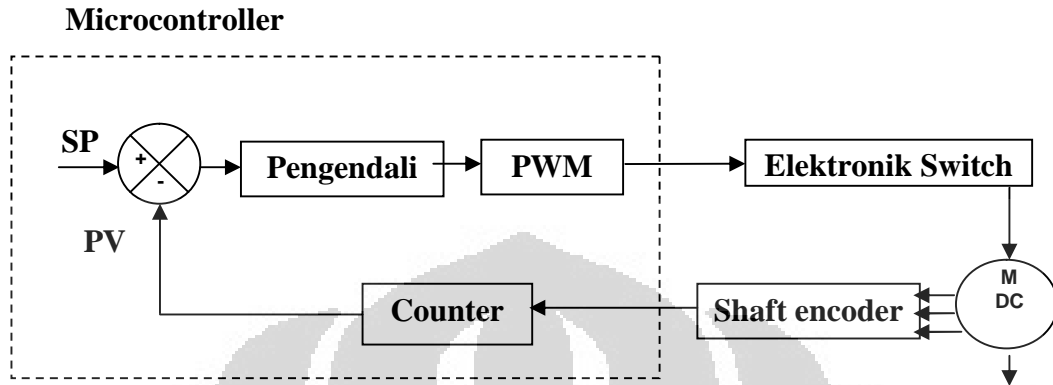 Microcontroller
SP
+
-
Pengendali
PWM
Elektronik Switch
PV
Counter
Shaft encoder
M
DC